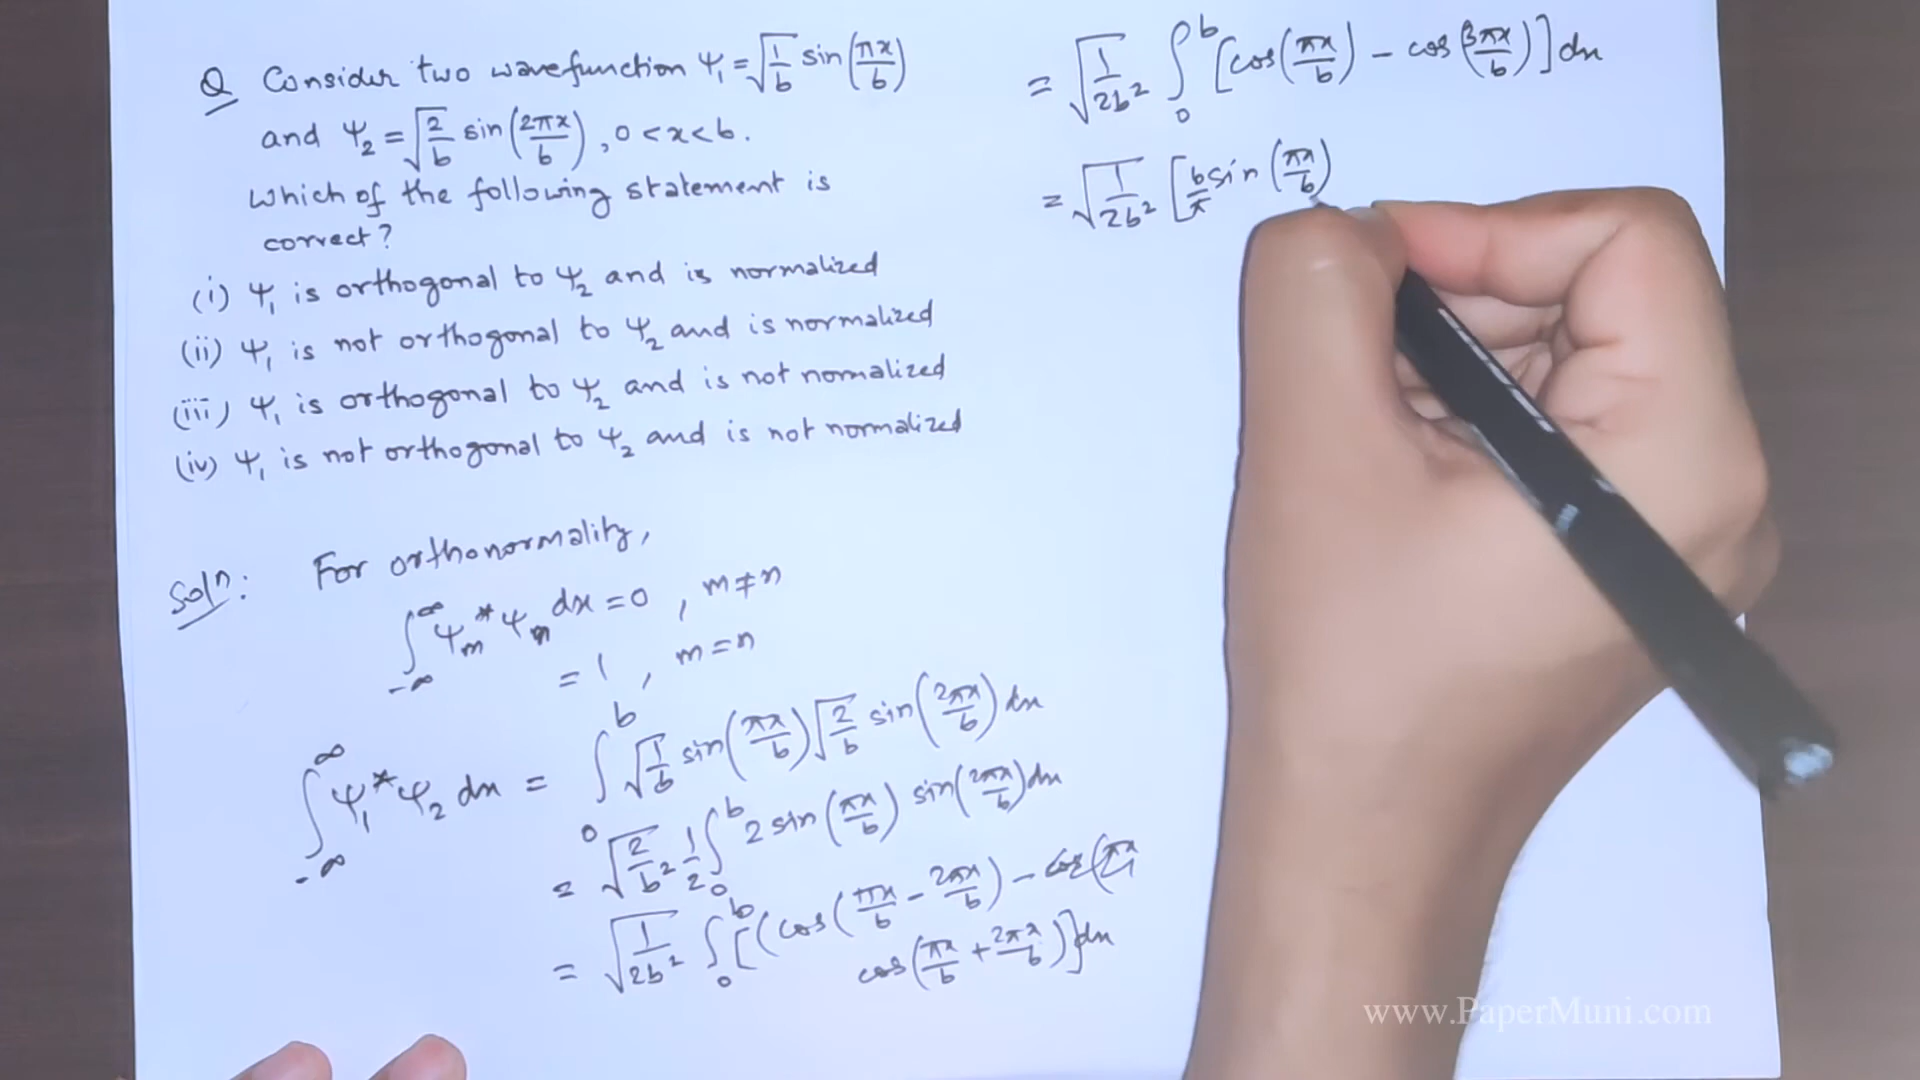 Q Consider two wavefunction ψ₁ = √(1/b) sin(πx/b)
and ψ₂ = √(2/b) sin(2πx/b), 0 < x < b.
Which of the following statement is
correct?
(i) ψ₁ is orthogonal to ψ₂ and is normalized
(ii) ψ₁ is not orthogonal to ψ₂ and is normalized
(iii) ψ₁ is orthogonal to ψ₂ and is not normalized
(iv) ψ₁ is not orthogonal to ψ₂ and is not normalized
Solⁿ: For orthonormality,
∫_{-∞}^{∞} ψₘ* ψₙ dx = 0, m ≠ n
= 1, m = n
∫_{-∞}^{∞} ψ₁* ψ₂ dx = ∫_0^b √(1/b) sin(πx/b) √(2/b) sin(2πx/b) dx
= √(2/b²) 1/2 ∫_0^b 2 sin(πx/b) sin(2πx/b) dx
= √(1/2b²) ∫_0^b [(cos(πx/b - 2πx/b) -
cos(πx/b + 2πx/b)] dx
= √(1/2b²) ∫_0^b [cos(πx/b) - cos(3πx/b)] dx
= √(1/2b²) [b/π sin(πx/b)
www.PaperMuni.com